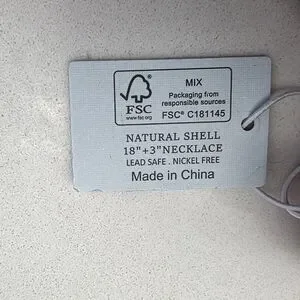 MIX
Packaging from
responsible sources
FSC
www.fsc.org
FSC® C181145
NATURAL SHELL
18"+3"NECKLACE
LEAD SAFE . NICKEL FREE
Made in China